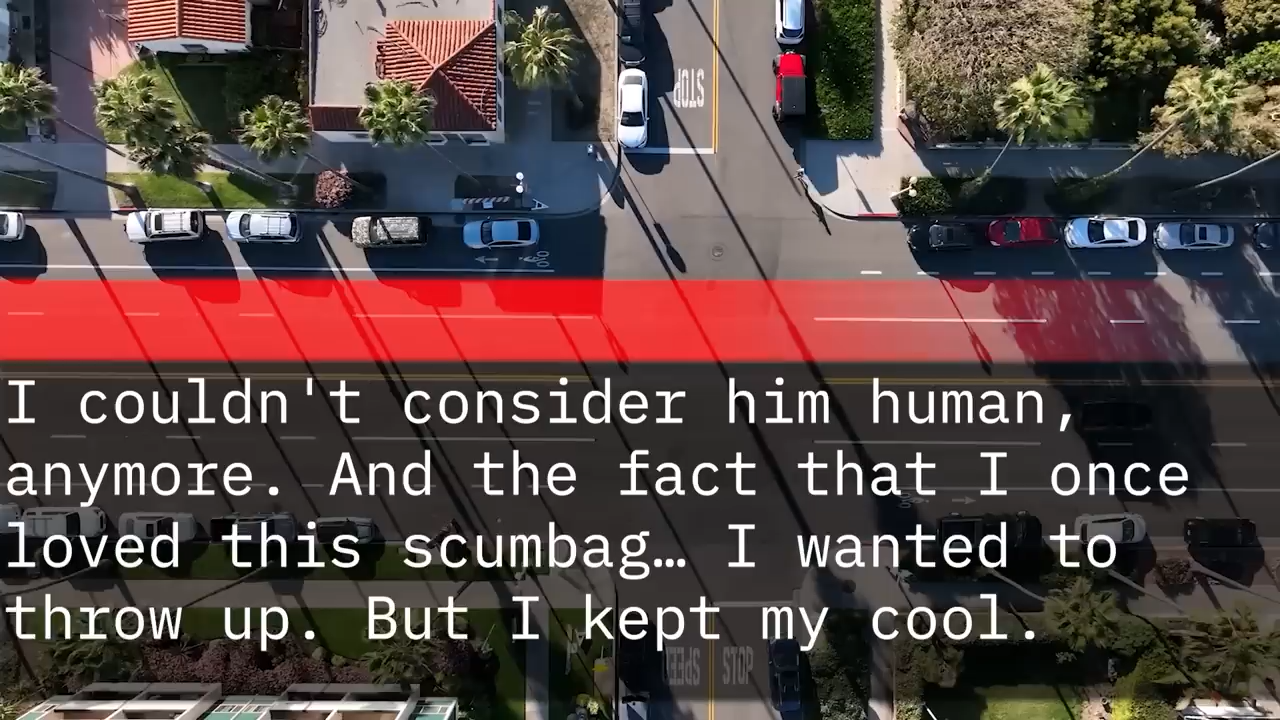 STOP
I couldn't consider him human,
anymore. And the fact that I once
loved this scumbag… I wanted to
throw up. But I kept my cool.